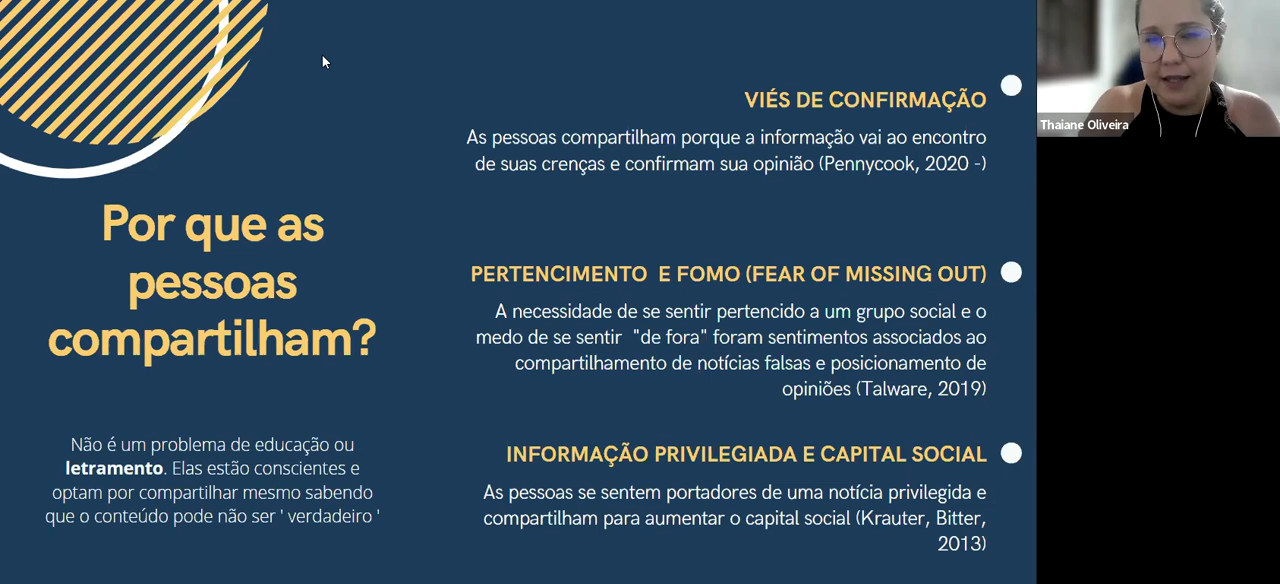 Por que as
pessoas
compartilham?
Não é um problema de educação ou
letramento. Elas estão conscientes e
optam por compartilhar mesmo sabendo
que o conteúdo pode não ser ' verdadeiro '
VIÉS DE CONFIRMAÇÃO
As pessoas compartilham porque a informação vai ao encontro
de suas crenças e confirmam sua opinião (Pennycook, 2020 -)
PERTENCIMENTO  E FOMO (FEAR OF MISSING OUT)
A necessidade de se sentir pertencido a um grupo social e o
medo de se sentir  "de fora" foram sentimentos associados ao
compartilhamento de notícias falsas e posicionamento de
opiniões (Talware, 2019)
INFORMAÇÃO PRIVILEGIADA E CAPITAL SOCIAL
As pessoas se sentem portadores de uma notícia privilegida e
compartilham para aumentar o capital social (Krauter, Bitter,
2013)
Thaiane Oliveira